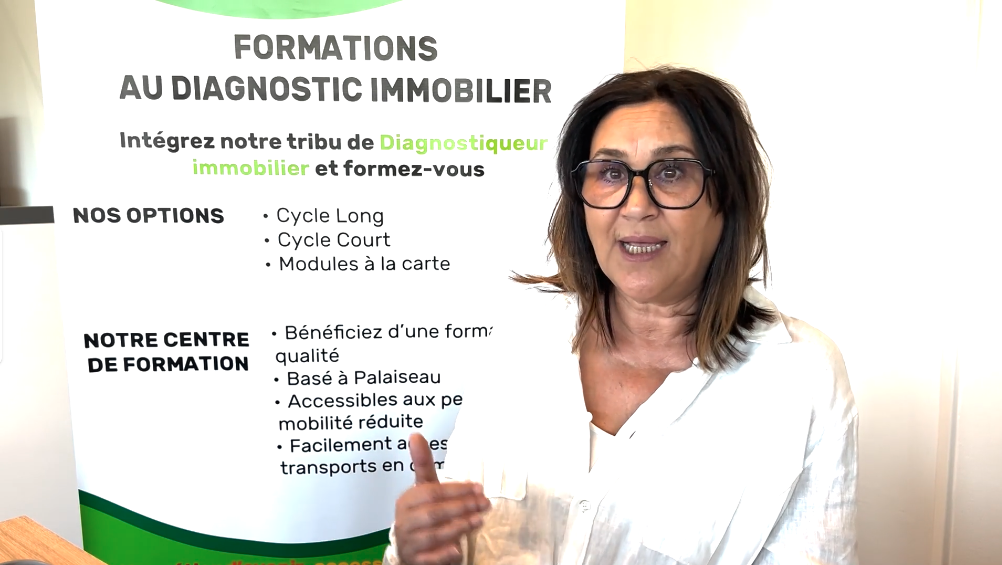 FORMATIONS
AU DIAGNOSTIC IMMOBILIER
Intégrez notre tribu de Diagnostiqueur
immobilier et formez-vous
NOS OPTIONS
• Cycle Long
• Cycle Court
• Modules à la carte
NOTRE CENTRE
DE FORMATION
• Bénéficiez d'une
qualité
• Basé à Palaiseau
• Accessibles aux
mobilité réduite
• Facilement
transports en